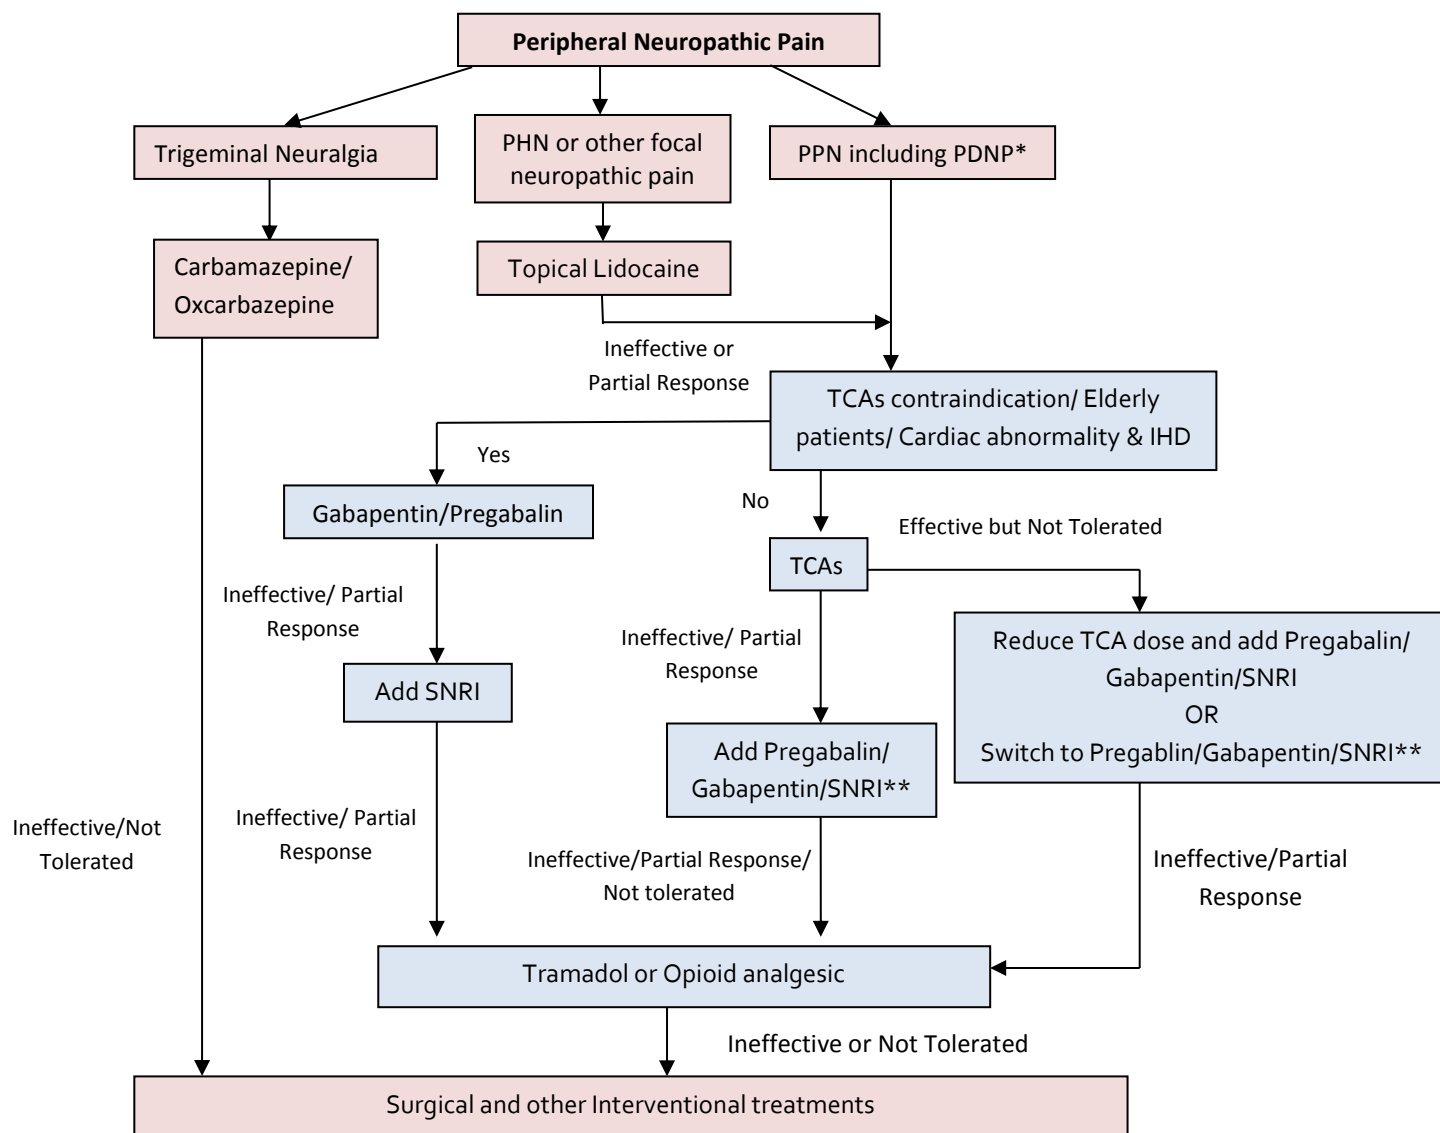 Peripheral Neuropathic Pain
Trigeminal Neuralgia
PHN or other focal
neuropathic pain
PPN including PDNP*
Carbamazepine/
Oxcarbazepine
Topical Lidocaine
Ineffective or
Partial Response
TCAs contraindication/ Elderly
patients/ Cardiac abnormality & IHD
Yes
No
Gabapentin/Pregabalin
Effective but Not Tolerated
TCAs
Ineffective/ Partial
Response
Ineffective/ Partial
Response
Reduce TCA dose and add Pregabalin/
Gabapentin/SNRI
OR
Switch to Pregablin/Gabapentin/SNRI**
Add SNRI
Add Pregabalin/
Gabapentin/SNRI**
Ineffective/Not
Tolerated
Ineffective/ Partial
Response
Ineffective/Partial Response/
Not tolerated
Ineffective/Partial
Response
Tramadol or Opioid analgesic
Ineffective or Not Tolerated
Surgical and other Interventional treatments